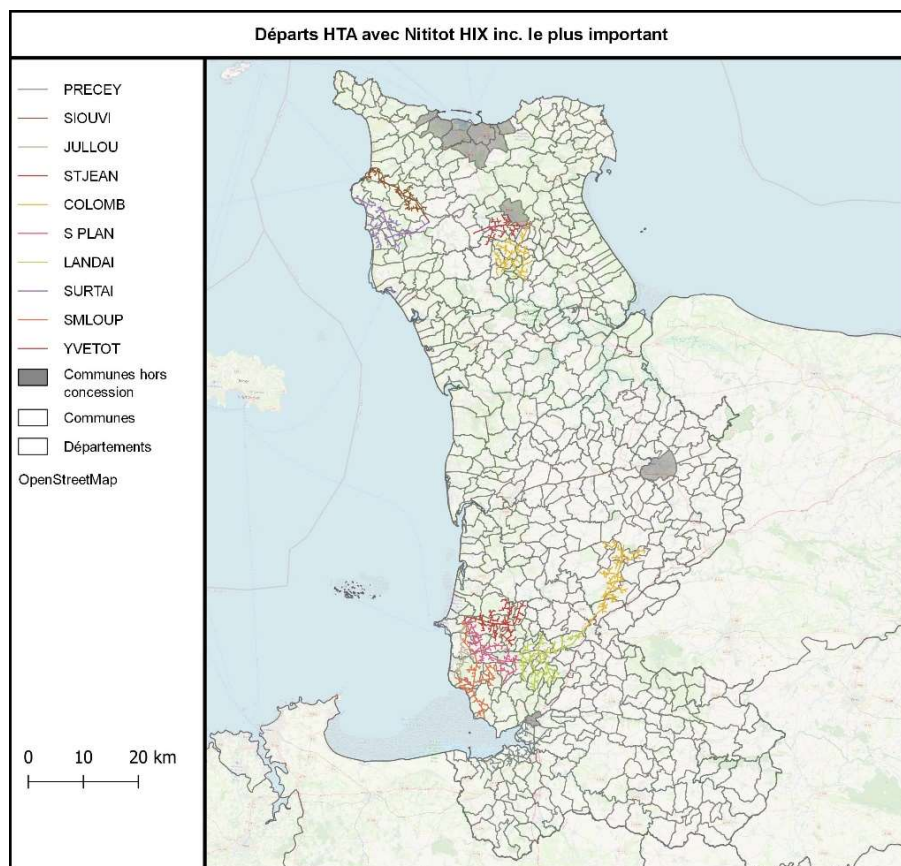 Départs HTA avec Nititot HIX inc. le plus important
PRECEY
SIOUVI
JULLOU
STJEAN
COLOMB
S PLAN
LANDAI
SURTAI
SMLOUP
YVETOT
Communes hors
concession
Communes
Départements
OpenStreetMap
0 10 20 km